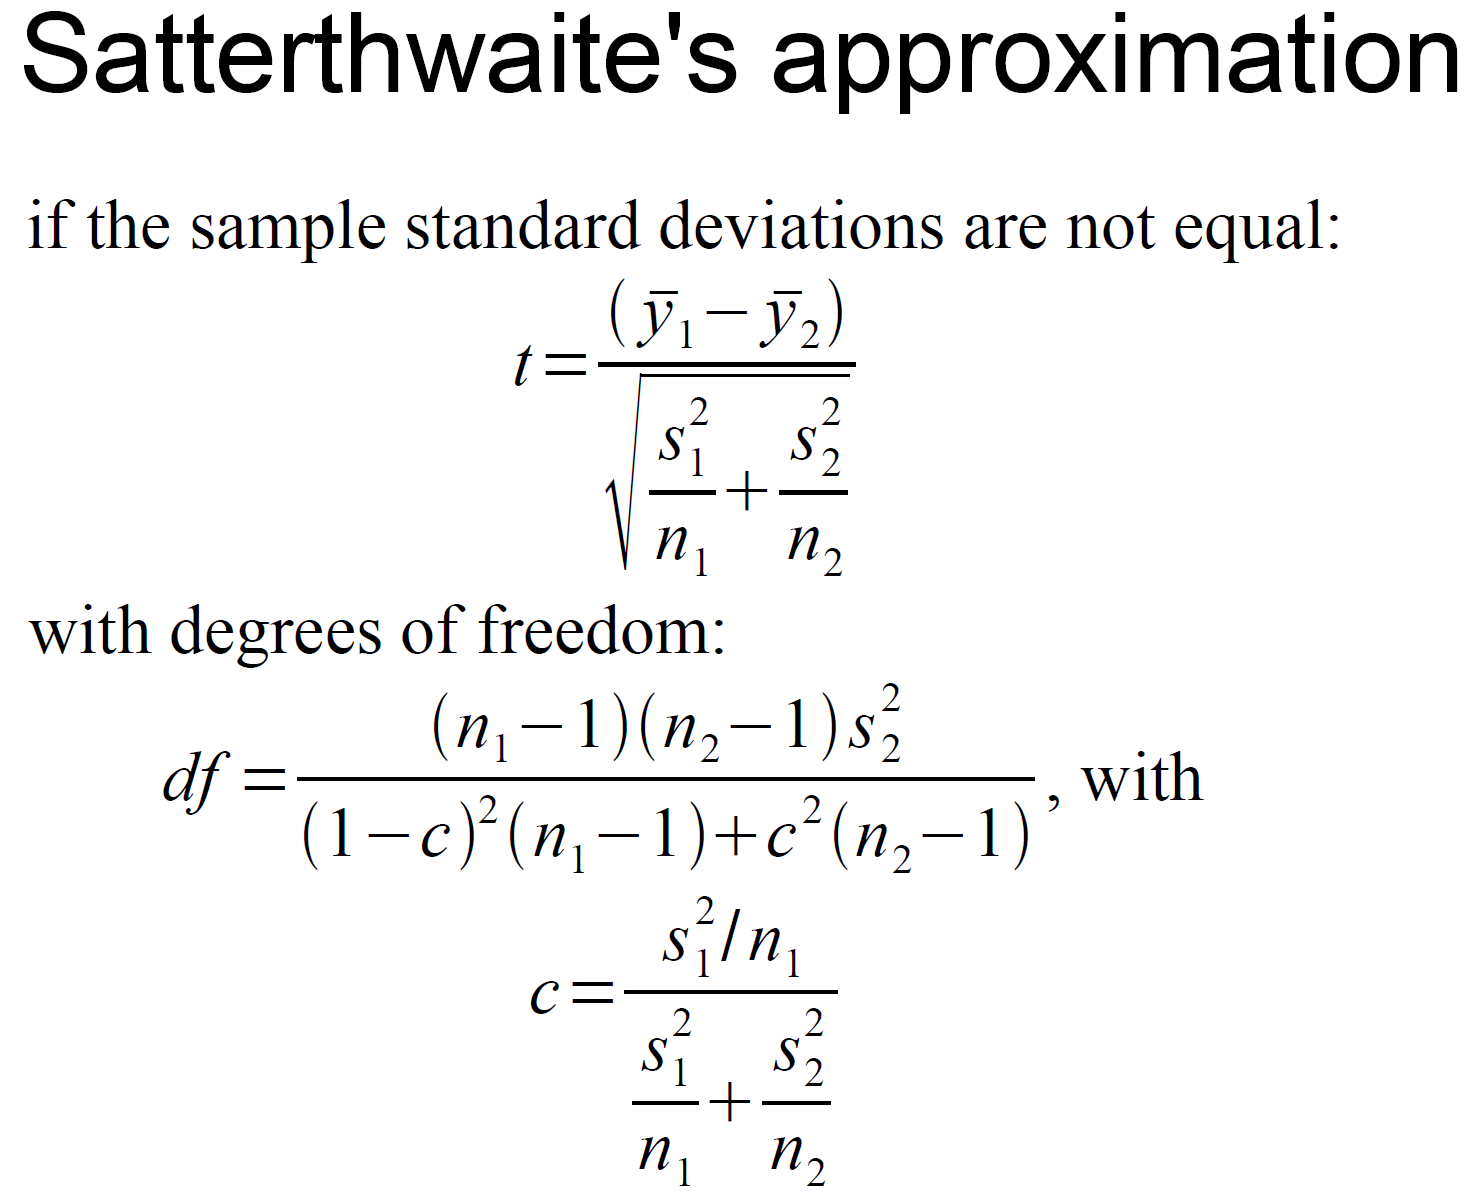 Satterthwaite's approximation
if the sample standard deviations are not equal:
t = (ȳ₁ − ȳ₂) / √(s₁²/n₁ + s₂²/n₂)
with degrees of freedom:
df = (n₁−1)(n₂−1)s₂² / ((1−c)²(n₁−1)+c²(n₂−1)), with
c = (s₁²/n₁) / (s₁²/n₁ + s₂²/n₂)